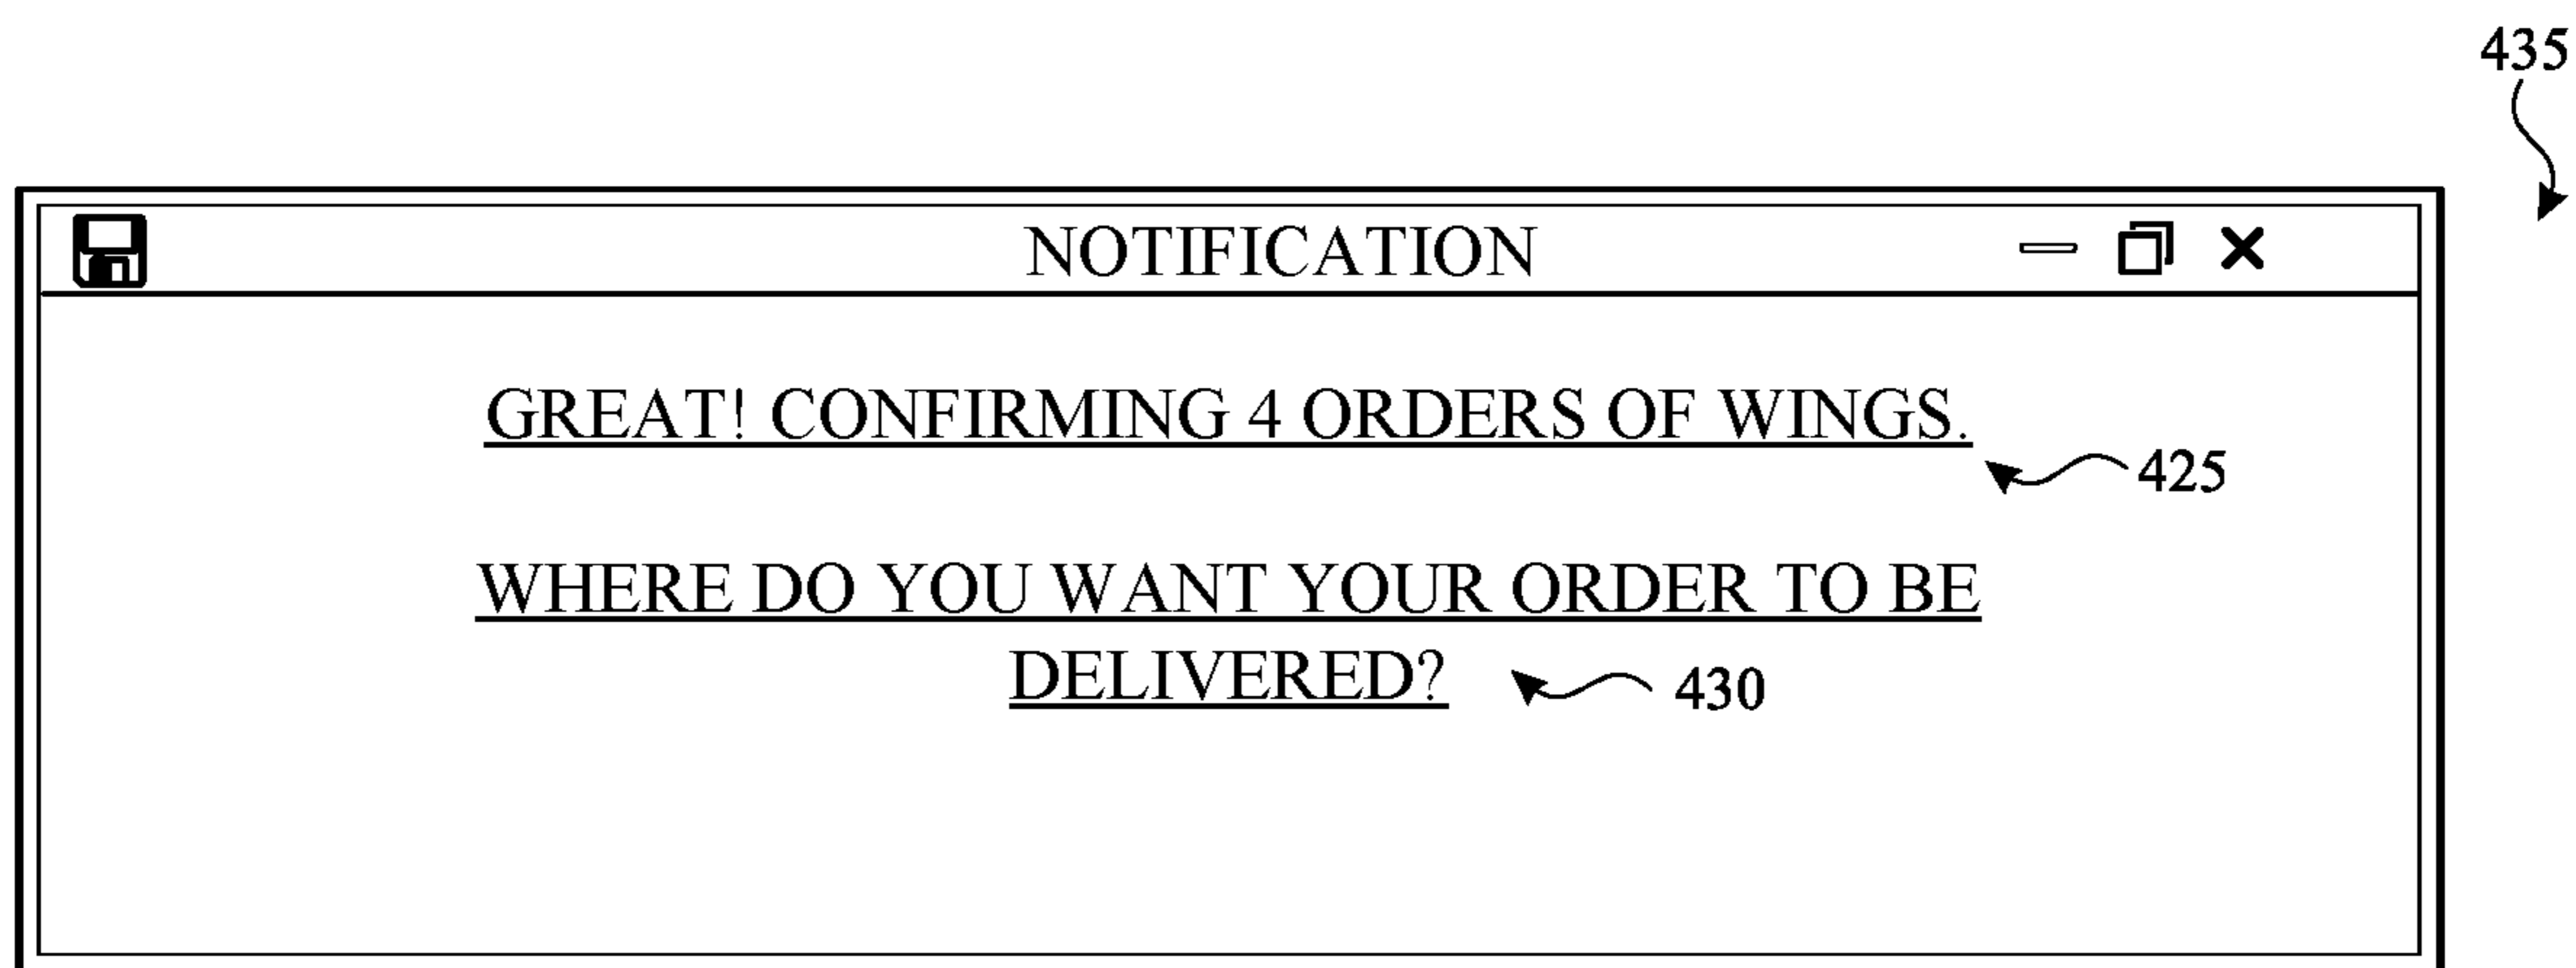 435
NOTIFICATION
GREAT! CONFIRMING 4 ORDERS OF WINGS.
425
WHERE DO YOU WANT YOUR ORDER TO BE
DELIVERED?
430